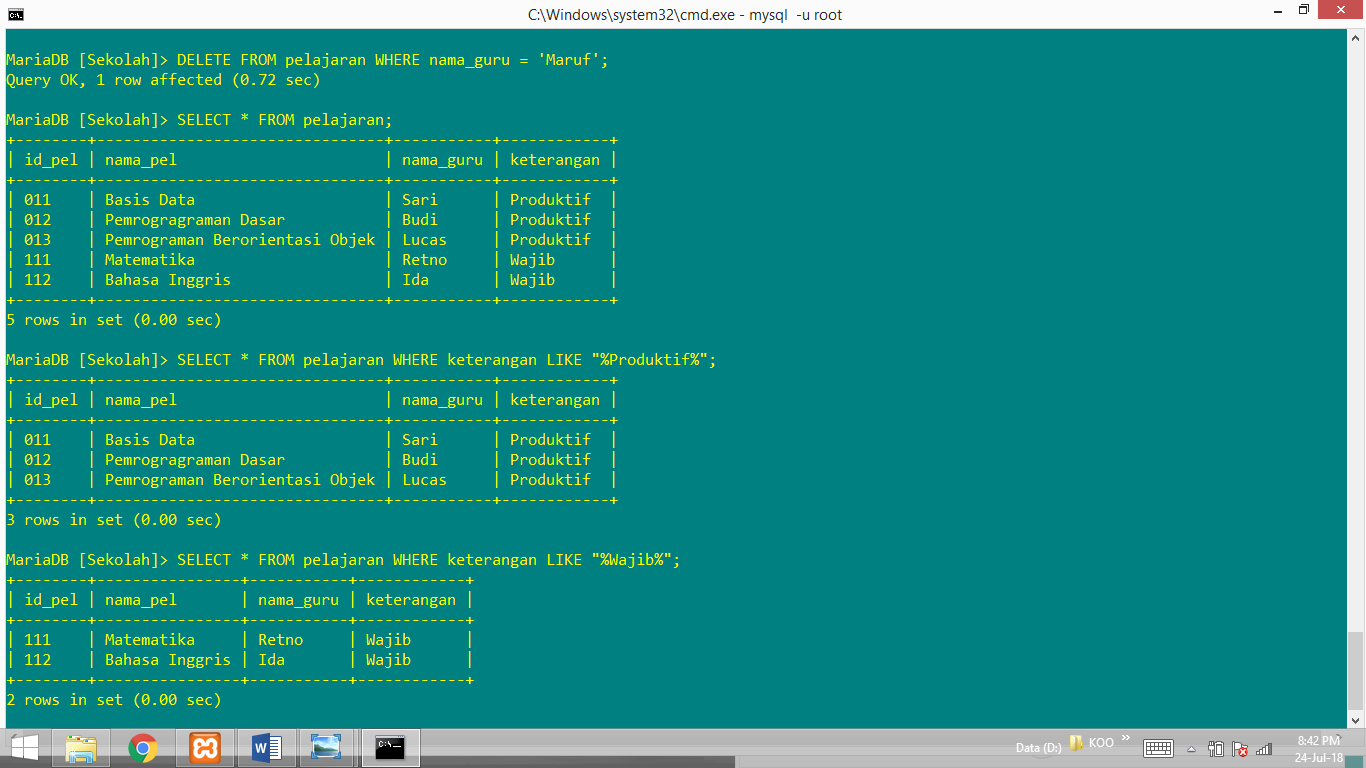 C:\Windows\system32\cmd.exe - mysql  -u root
MariaDB [Sekolah]> DELETE FROM pelajaran WHERE nama_guru = 'Maruf';
Query OK, 1 row affected (0.72 sec)
MariaDB [Sekolah]> SELECT * FROM pelajaran;
+--------+--------------------------------+-----------+------------+
| id_pel | nama_pel                       | nama_guru | keterangan |
+--------+--------------------------------+-----------+------------+
| 011    | Basis Data                     | Sari      | Produktif  |
| 012    | Pemrogragraman Dasar           | Budi      | Produktif  |
| 013    | Pemrograman Berorientasi Objek | Lucas     | Produktif  |
| 111    | Matematika                     | Retno     | Wajib      |
| 112    | Bahasa Inggris                 | Ida       | Wajib      |
+--------+--------------------------------+-----------+------------+
5 rows in set (0.00 sec)
MariaDB [Sekolah]> SELECT * FROM pelajaran WHERE keterangan LIKE "%Produktif%";
+--------+--------------------------------+-----------+------------+
| id_pel | nama_pel                       | nama_guru | keterangan |
+--------+--------------------------------+-----------+------------+
| 011    | Basis Data                     | Sari      | Produktif  |
| 012    | Pemrogragraman Dasar           | Budi      | Produktif  |
| 013    | Pemrograman Berorientasi Objek | Lucas     | Produktif  |
+--------+--------------------------------+-----------+------------+
3 rows in set (0.00 sec)
MariaDB [Sekolah]> SELECT * FROM pelajaran WHERE keterangan LIKE "%Wajib%";
+--------+----------------+-----------+------------+
| id_pel | nama_pel       | nama_guru | keterangan |
+--------+----------------+-----------+------------+
| 111    | Matematika     | Retno     | Wajib      |
| 112    | Bahasa Inggris | Ida       | Wajib      |
+--------+----------------+-----------+------------+
2 rows in set (0.00 sec)
Data (D:) KOO »
8:42 PM
24-Jul-18